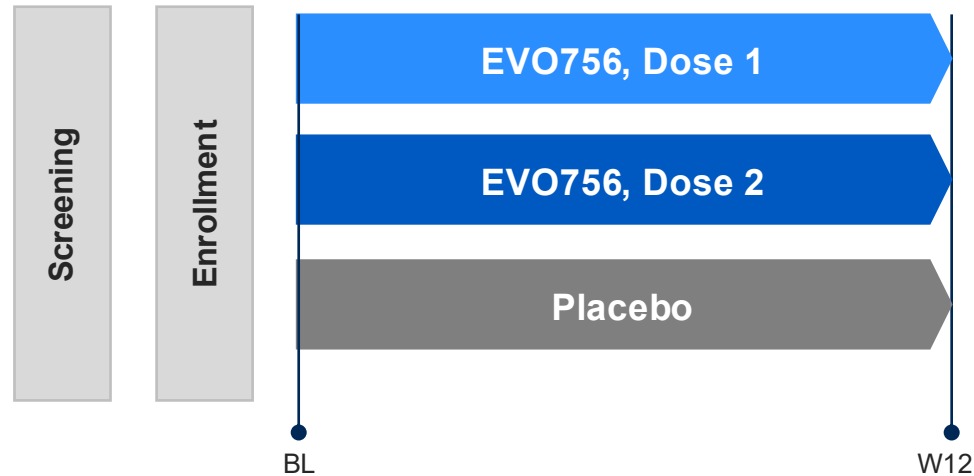 Screening
Enrollment
EVO756, Dose 1
EVO756, Dose 2
Placebo
BL
W12